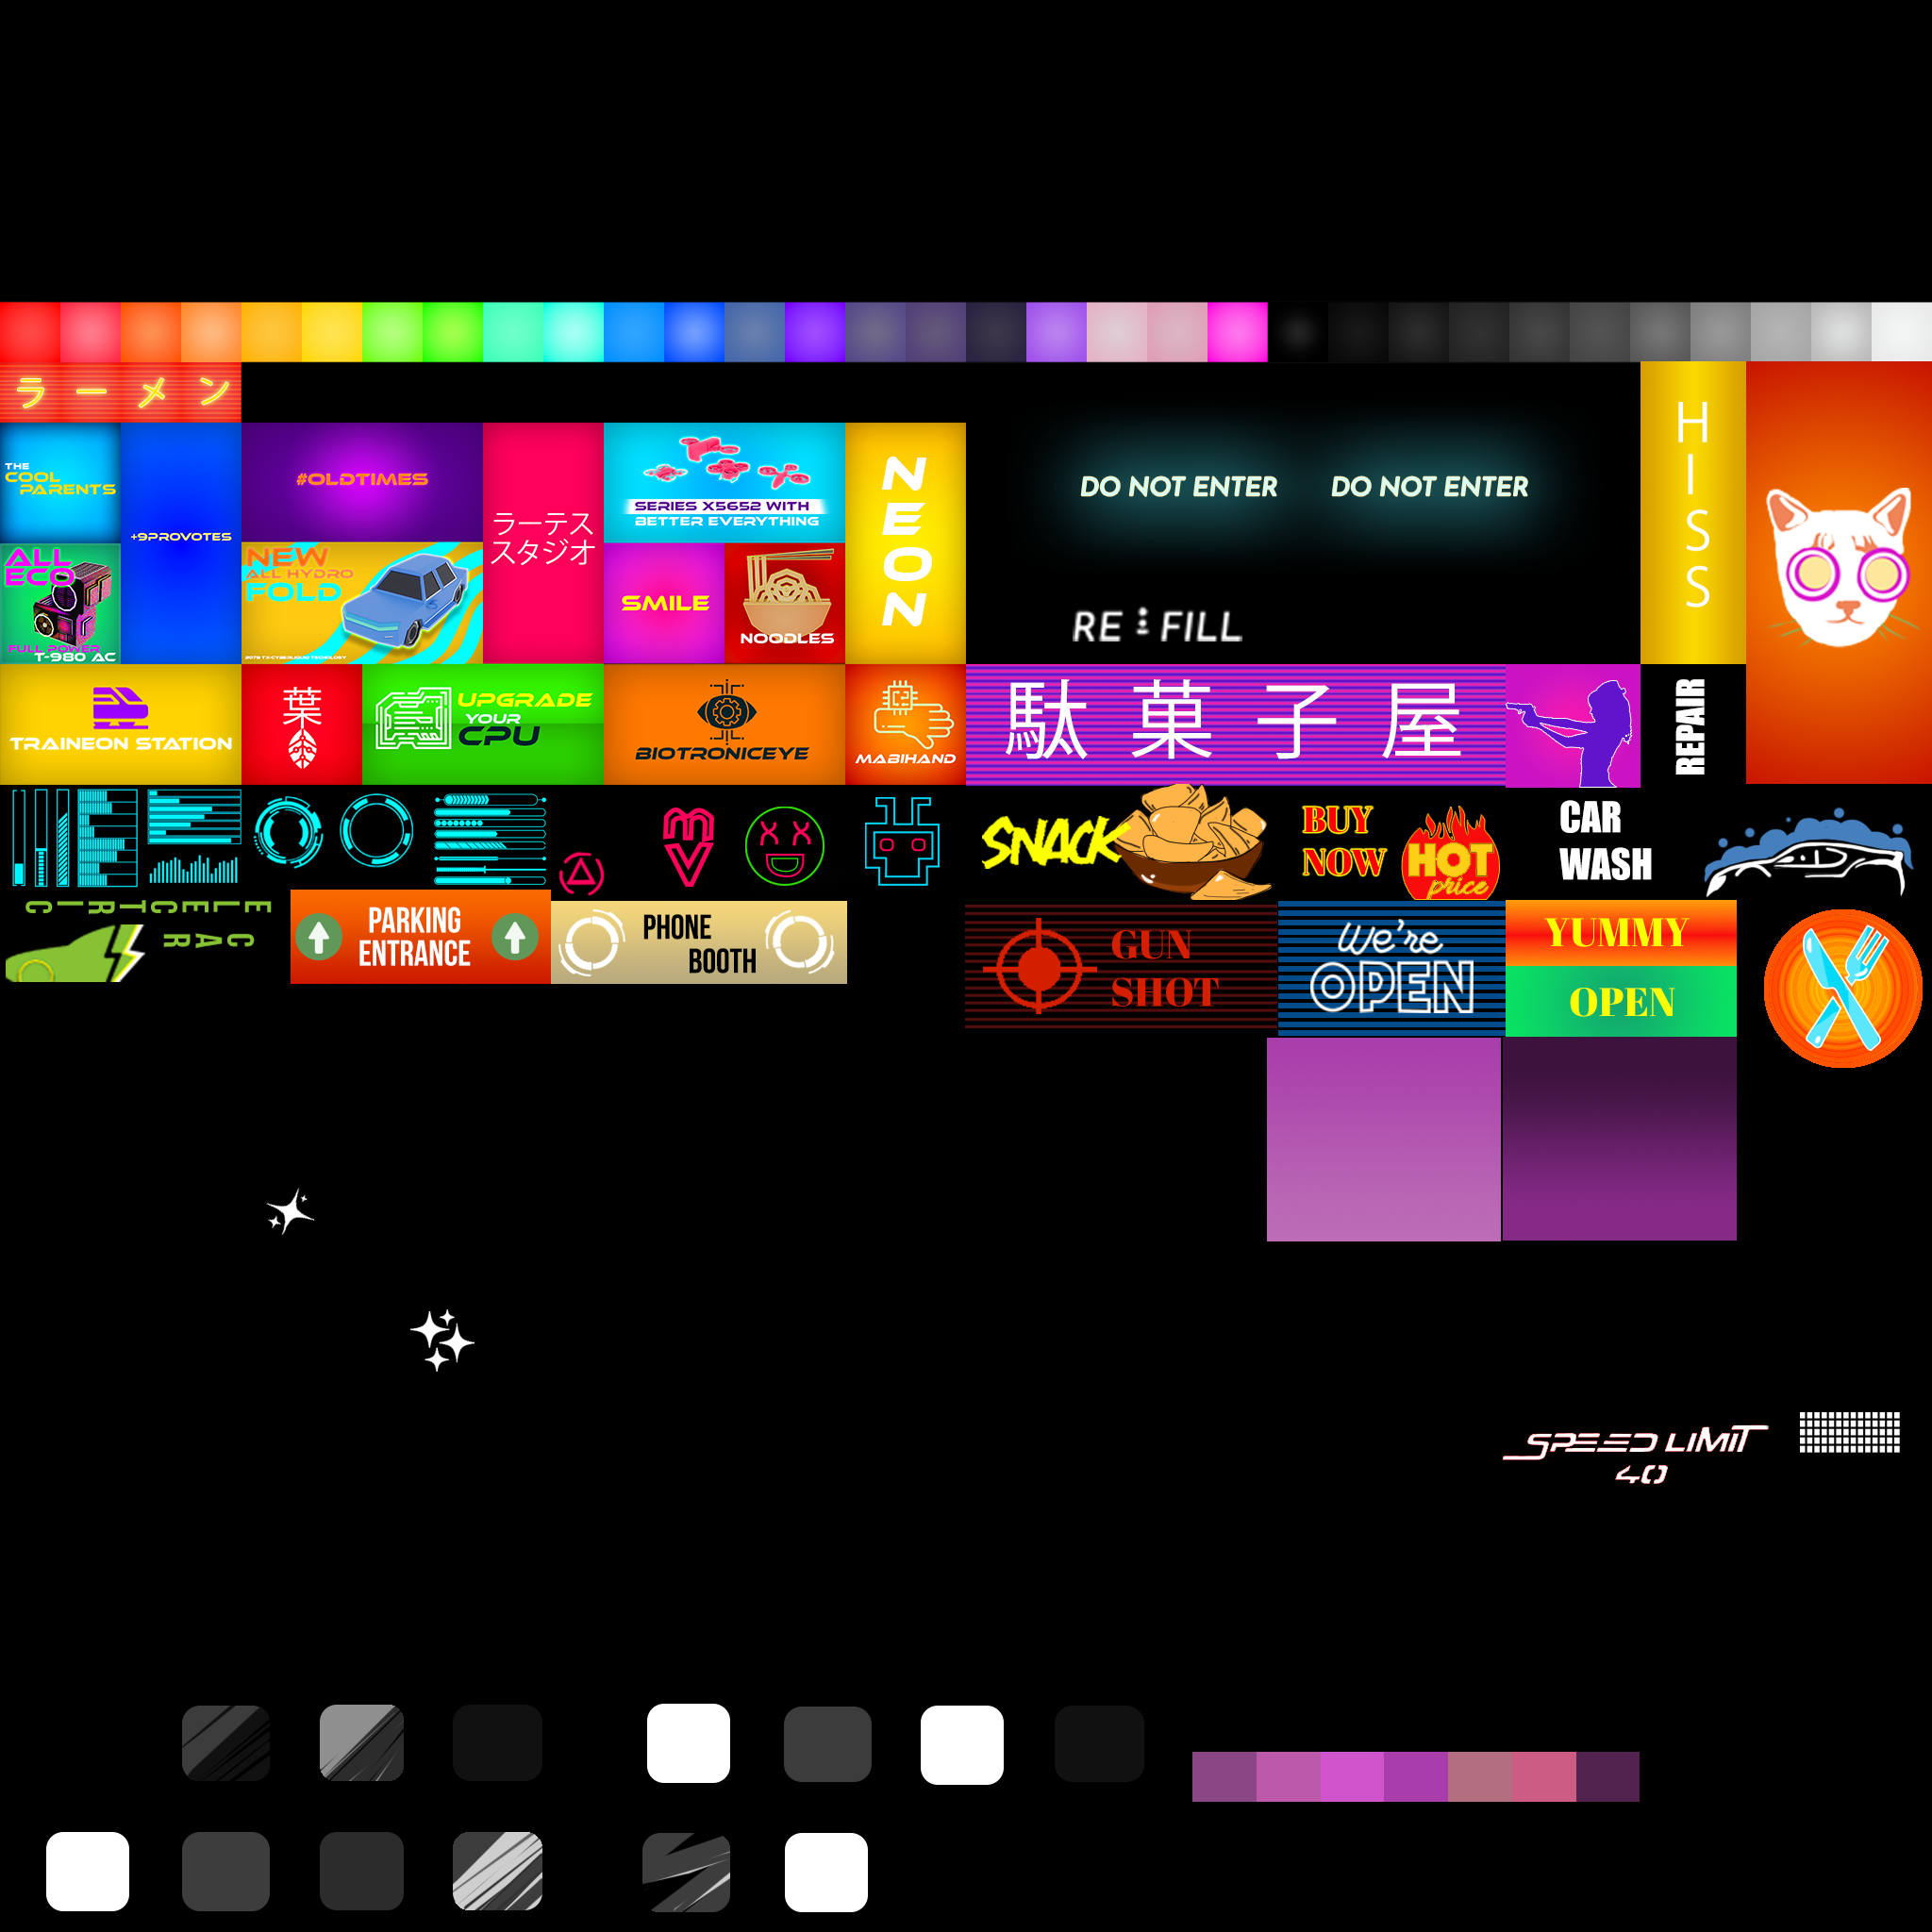 ラーメン
THE
COOL
PARENTS
+9PROVOTES
#OLDTIMES
ラーテス
スタジオ
SERIES X5652 WITH
BETTER EVERYTHING
NEON
DO NOT ENTER
DO NOT ENTER
HISS
ALL
ECO
FULL POWER
T-980 AC
NEW
ALL HYDRO
FOLD
SMILE
NOODLES
RE:FILL
TRAINEON STATION
葉
UPGRADE
YOUR
CPU
BIOTRONICEYE
MABIHAND
駄菓子屋
REPAIR
SNACK
BUY
NOW
HOT
price
CAR
WASH
ELECTRIC
CAR
PARKING
ENTRANCE
PHONE
BOOTH
GUN
SHOT
We're
OPEN
YUMMY
OPEN
SPEED LIMIT
40